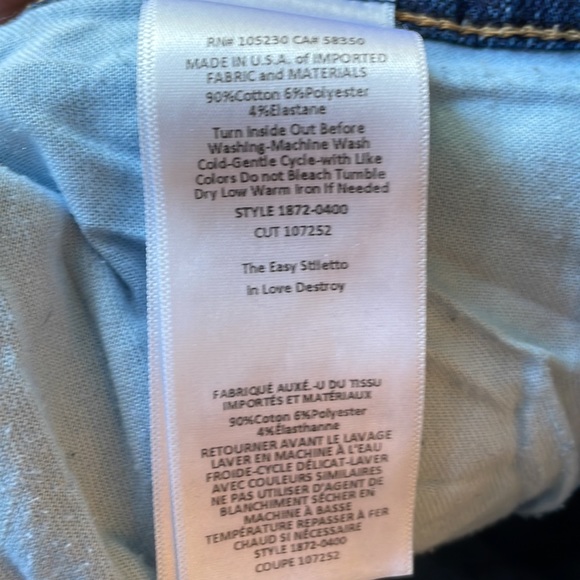 RN# 105230 CA# 58350
MADE IN U.S.A. of IMPORTED
FABRIC and MATERIALS
90%Cotton 6%Polyester
4%Elastane
Turn Inside Out Before
Washing-Machine Wash
Cold-Gentle Cycle-with Like
Colors Do not Bleach Tumble
Dry Low Warm Iron If Needed
STYLE 1872-0400
CUT 107252
The Easy Stiletto
In Love Destroy
FABRIQUÉ AUXÉ.-U DU TISSU
IMPORTÉS ET MATÉRIAUX
90%Coton 6%Polyester
4%Élasthanne
RETOURNER AVANT LE LAVAGE
LAVER EN MACHINE À L'EAU
FROIDE-CYCLE DÉLICAT-LAVER
AVEC COULEURS SIMILAIRES
NE PAS UTILISER D'AGENT DE
BLANCHIMENT SÉCHER EN
MACHINE À BASSE
TEMPÉRATURE REPASSER À FER
CHAUD SI NÉCESSAIRE
STYLE 1872-0400
COUPE 107252